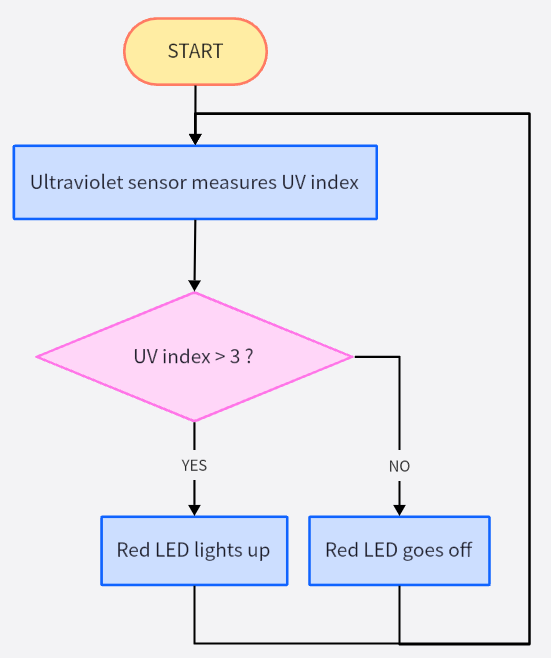 START
Ultraviolet sensor measures UV index
UV index > 3 ?
YES
NO
Red LED lights up
Red LED goes off